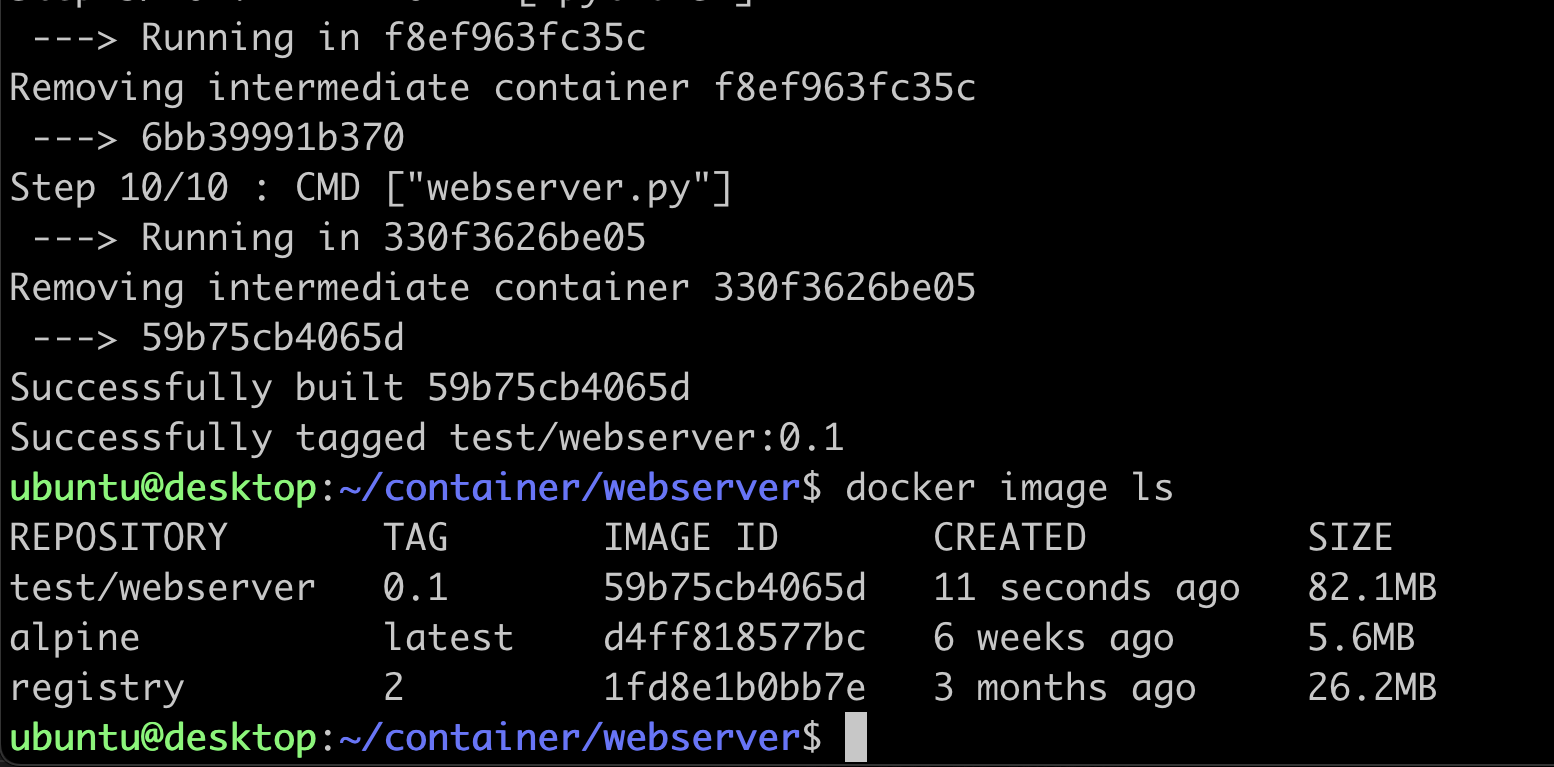 ---> Running in f8ef963fc35c
Removing intermediate container f8ef963fc35c
 ---> 6bb39991b370
Step 10/10 : CMD ["webserver.py"]
 ---> Running in 330f3626be05
Removing intermediate container 330f3626be05
 ---> 59b75cb4065d
Successfully built 59b75cb4065d
Successfully tagged test/webserver:0.1
ubuntu@desktop:~/container/webserver$ docker image ls
REPOSITORY       TAG       IMAGE ID       CREATED          SIZE
test/webserver   0.1       59b75cb4065d   11 seconds ago   82.1MB
alpine           latest    d4ff818577bc   6 weeks ago      5.6MB
registry         2         1fd8e1b0bb7e   3 months ago     26.2MB
ubuntu@desktop:~/container/webserver$